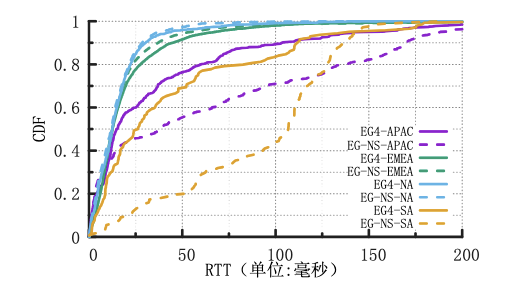 1
0.8
0.6
0.4
0.2
0
CDF
EG4-APAC
EG-NS-APAC
EG4-EMEA
EG-NS-EMEA
EG4-NA
EG-NS-NA
EG4-SA
EG-NS-SA
0 50 100 150 200
RTT (单位:毫秒)